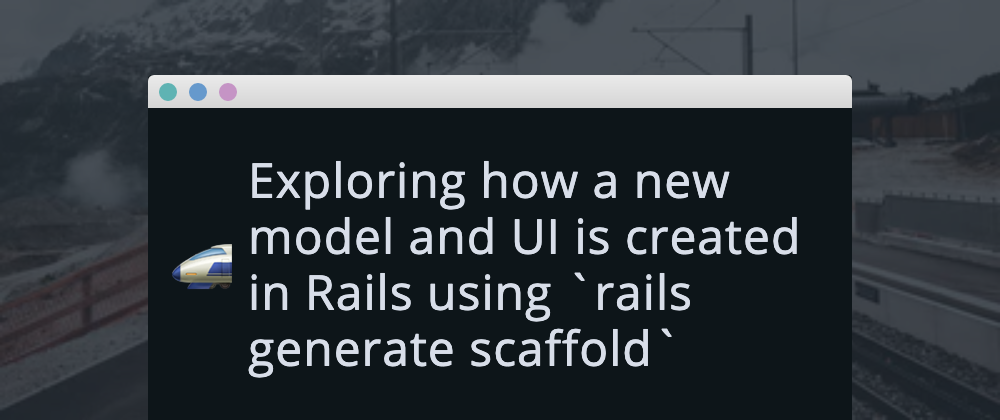 Exploring how a new
model and UI is created
in Rails using `rails
generate scaffold`